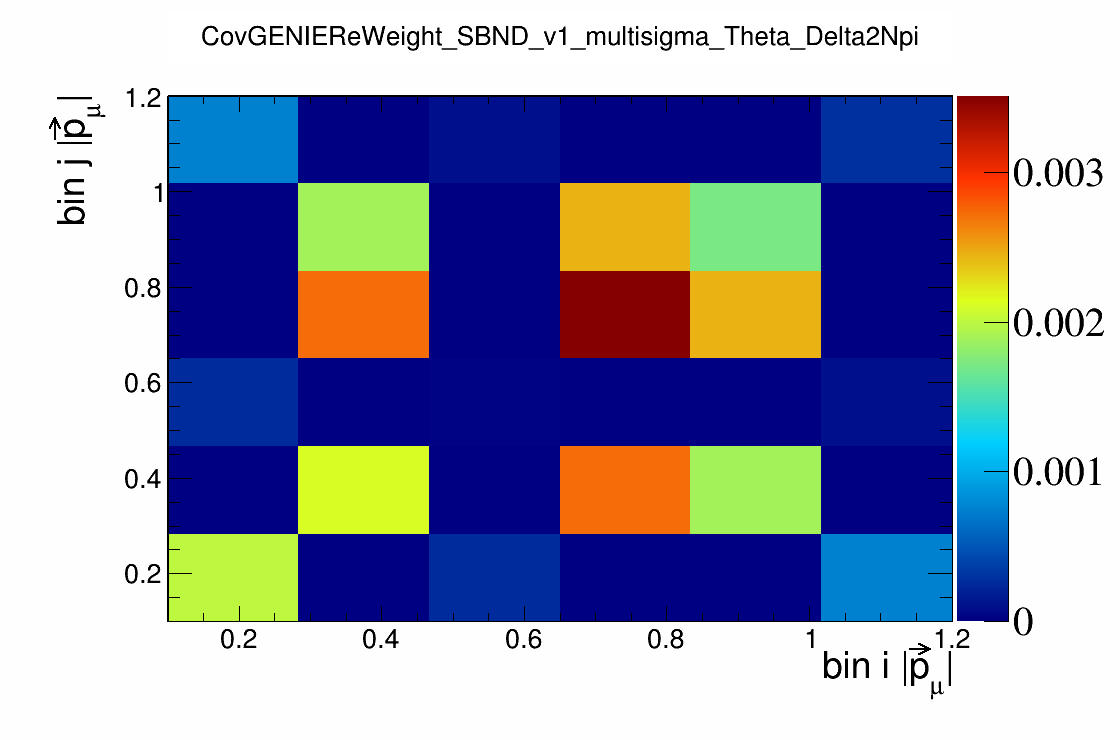 CovGENIEReWeight_SBND_v1_multisigma_Theta_Delta2Npi
bin j |p⃗μ|
1.2
1
0.8
0.6
0.4
0.2
0.2 0.4 0.6 0.8 1 1.2
bin i |p⃗μ|
0.003
0.002
0.001
0